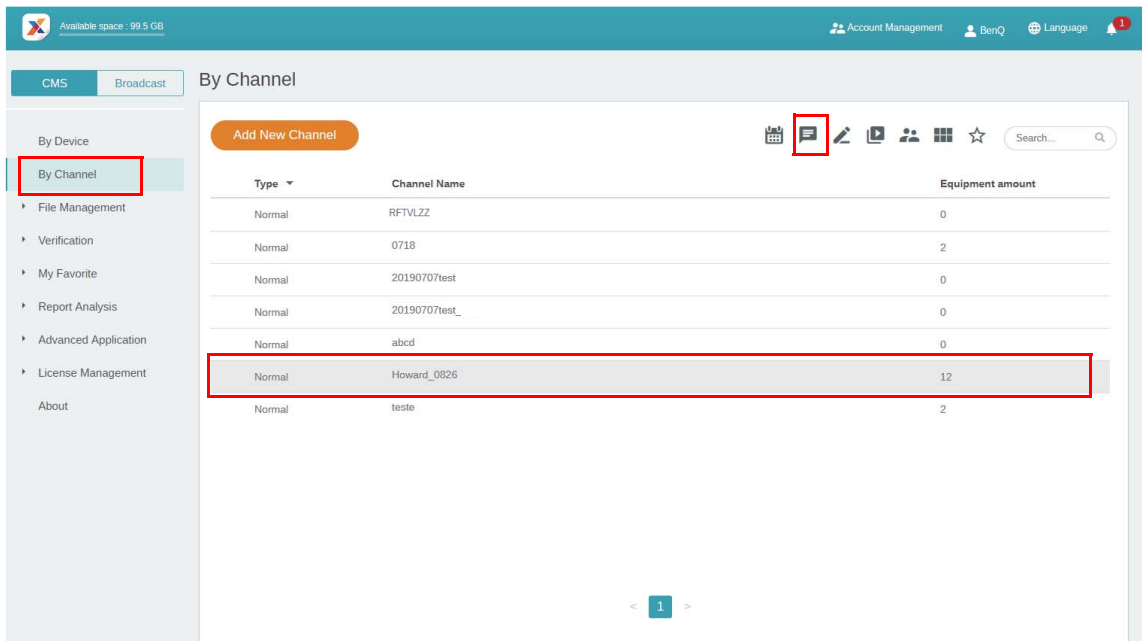 Available space : 99.5 GB
Account Management
BenQ
Language
1
CMS
Broadcast
By Device
By Channel
File Management
Verification
My Favorite
Report Analysis
Advanced Application
License Management
About
By Channel
Add New Channel
Search...
Type Channel Name Equipment amount
Normal RFTVLZZ 0
Normal 0718 2
Normal 20190707test 0
Normal 20190707test_ 0
Normal abcd 0
Normal Howard_0826 12
Normal teste 2
< 1 >